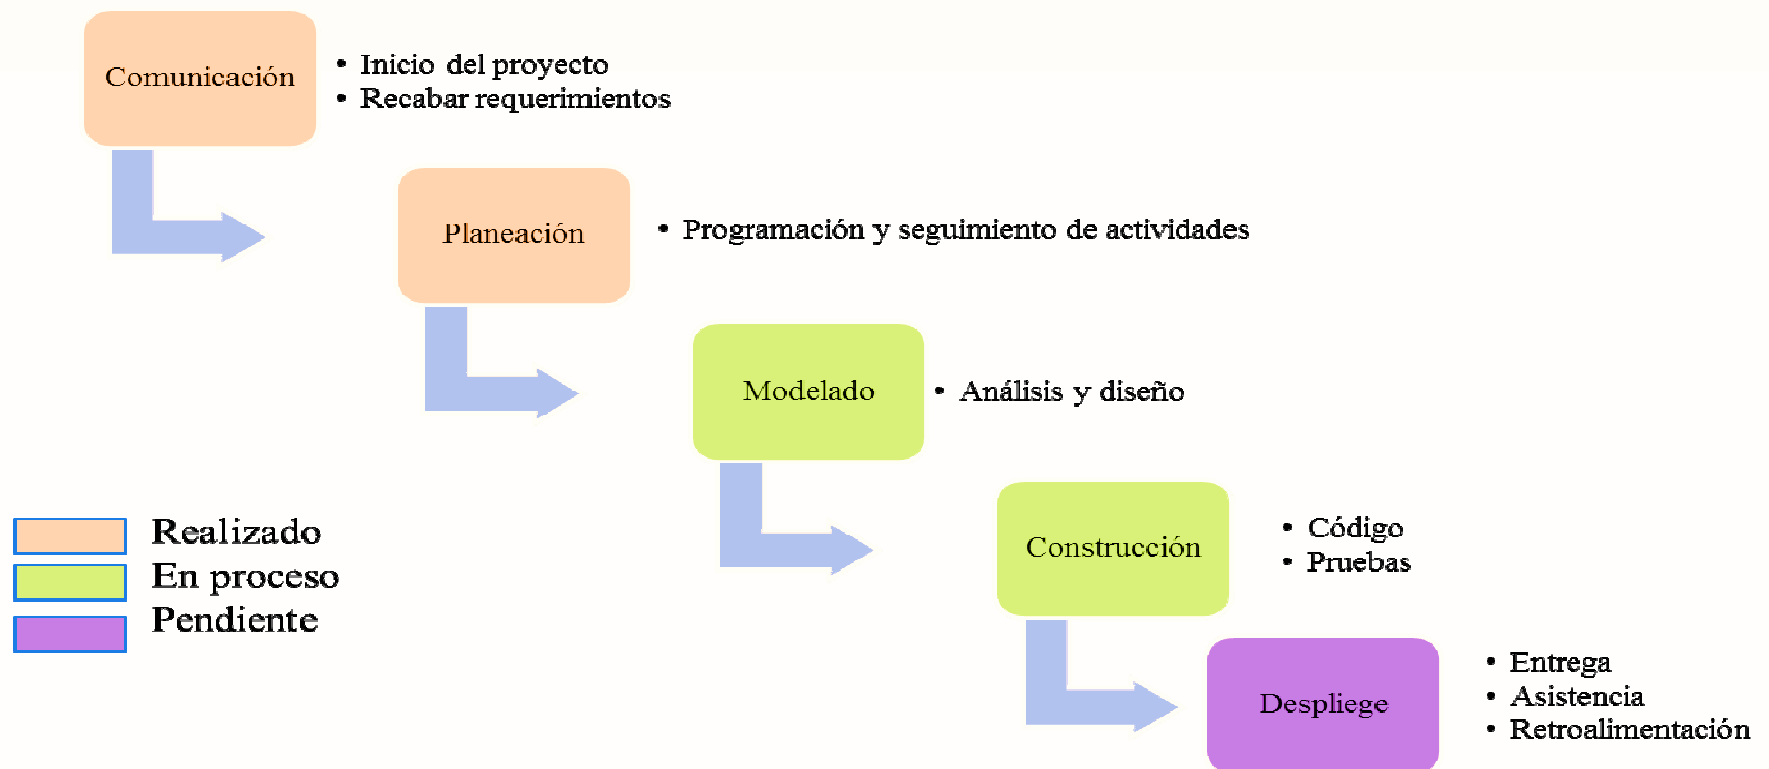 Comunicación
• Inicio del proyecto
• Recabar requerimientos
Planeación
• Programación y seguimiento de actividades
Modelado
• Análisis y diseño
Construcción
• Código
• Pruebas
Despliege
• Entrega
• Asistencia
• Retroalimentación
Realizado
En proceso
Pendiente